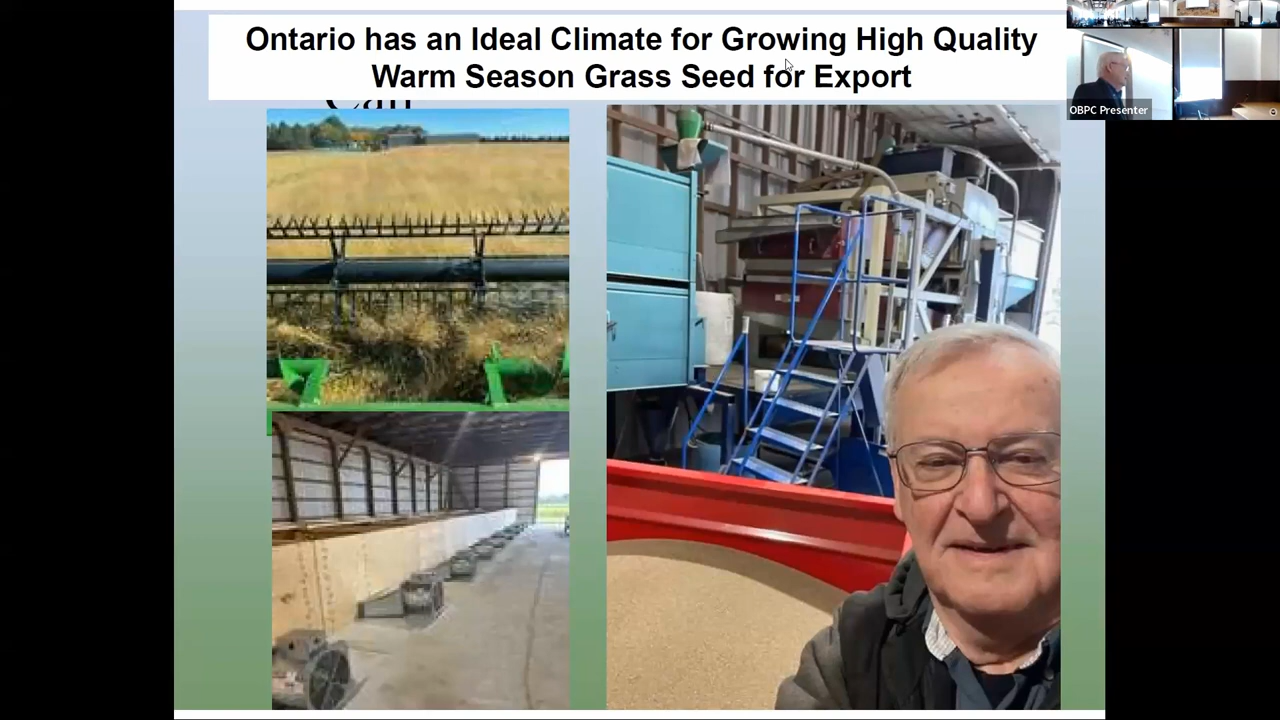 Ontario has an Ideal Climate for Growing High Quality
Warm Season Grass Seed for Export
OBPC Presenter